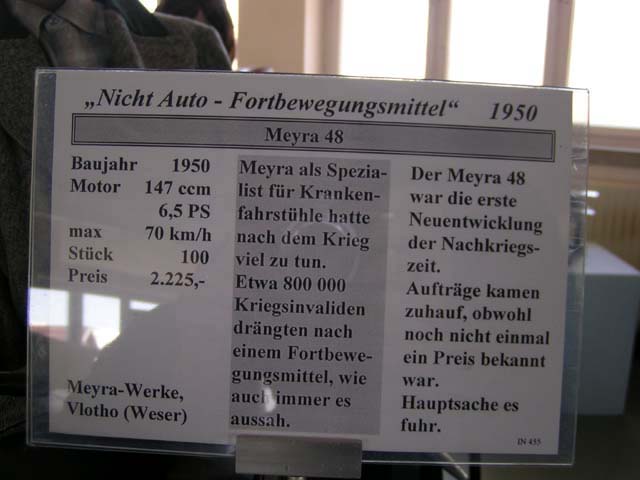 „Nicht Auto - Fortbewegungsmittel“ 1950
Meyra 48
Baujahr 1950
Motor 147 ccm
6,5 PS
max 70 km/h
Stück 100
Preis 2.225,-
Meyra-Werke,
Vlotho (Weser)
Meyra als Spezia-
list für Kranken-
fahrstühle hatte
nach dem Krieg
viel zu tun.
Etwa 800 000
Kriegsinvaliden
drängten nach
einem Fortbewe-
gungsmittel, wie
auch immer es
aussah.
Der Meyra 48
war die erste
Neuentwicklung
der Nachkriegs-
zeit.
Aufträge kamen
zuhauf, obwohl
noch nicht einmal
ein Preis bekannt
war.
Hauptsache es
fuhr.
IN 455